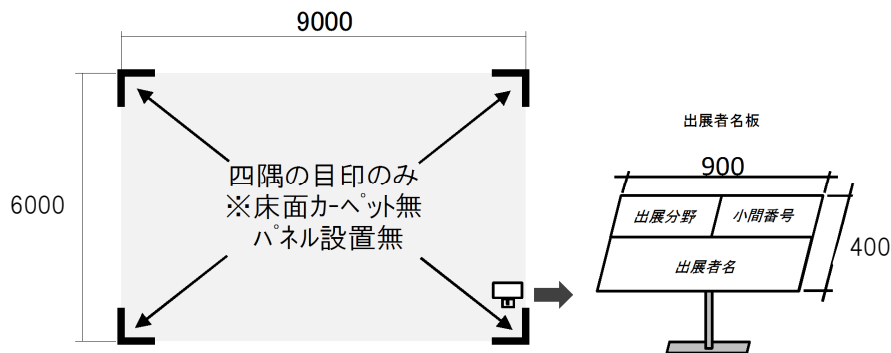 9000
6000
四隅の目印のみ
※床面カーペット無
パネル設置無
出展者名板
900
400
出展分野 小間番号
出展者名